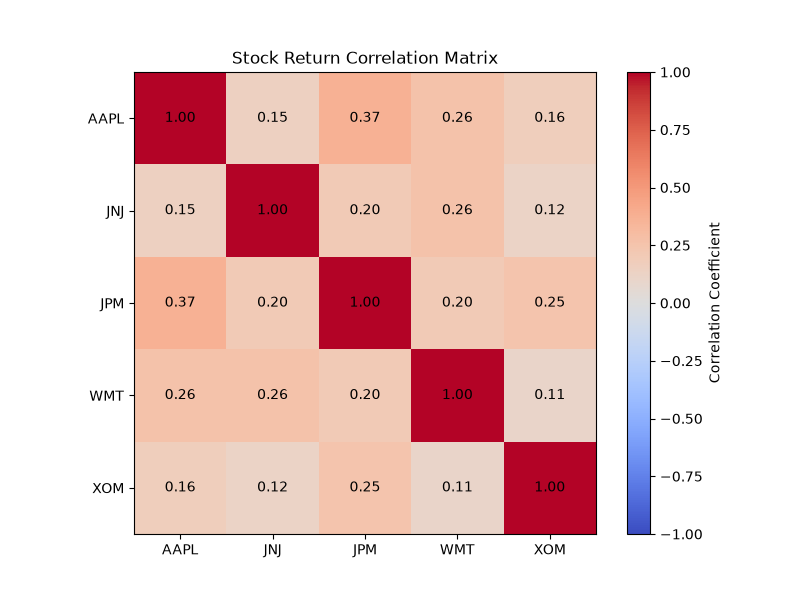 Stock Return Correlation Matrix
AAPL 1.00 0.15 0.37 0.26 0.16
JNJ 0.15 1.00 0.20 0.26 0.12
JPM 0.37 0.20 1.00 0.20 0.25
WMT 0.26 0.26 0.20 1.00 0.11
XOM 0.16 0.12 0.25 0.11 1.00
AAPL JNJ JPM WMT XOM
1.00
0.75
0.50
0.25
0.00
−0.25
−0.50
−0.75
−1.00
Correlation Coefficient